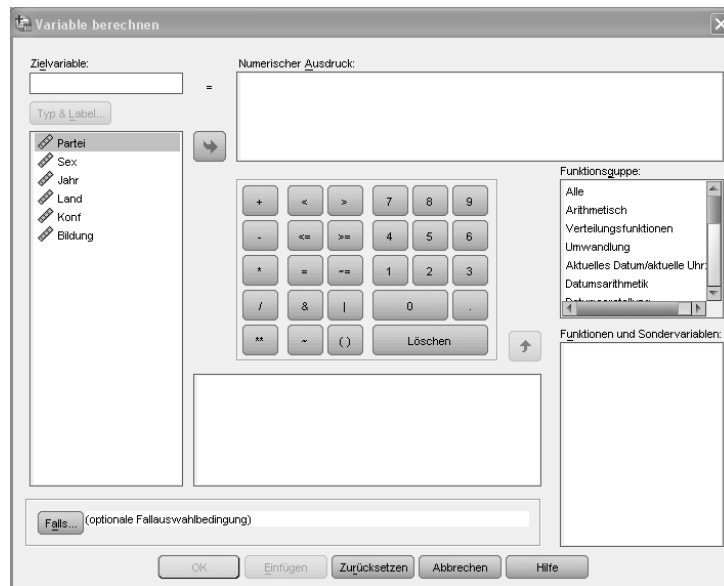 Variable berechnen
Zielvariable:
Numerischer Ausdruck:
=
Typ & Label...
Partei
Sex
Jahr
Land
Konf
Bildung
+ < > 7 8 9
- <= >= 4 5 6
* = ~= 1 2 3
/ & | 0 .
** ~ ( ) Löschen
Funktionsgruppe:
Alle
Arithmetisch
Verteilungsfunktionen
Umwandlung
Aktuelles Datum/aktuelle Uhr:
Datumsarithmetik
Funktionen und Sondervariablen:
Falls... (optionale Fallauswahlbedingung)
OK Einfügen Zurücksetzen Abbrechen Hilfe